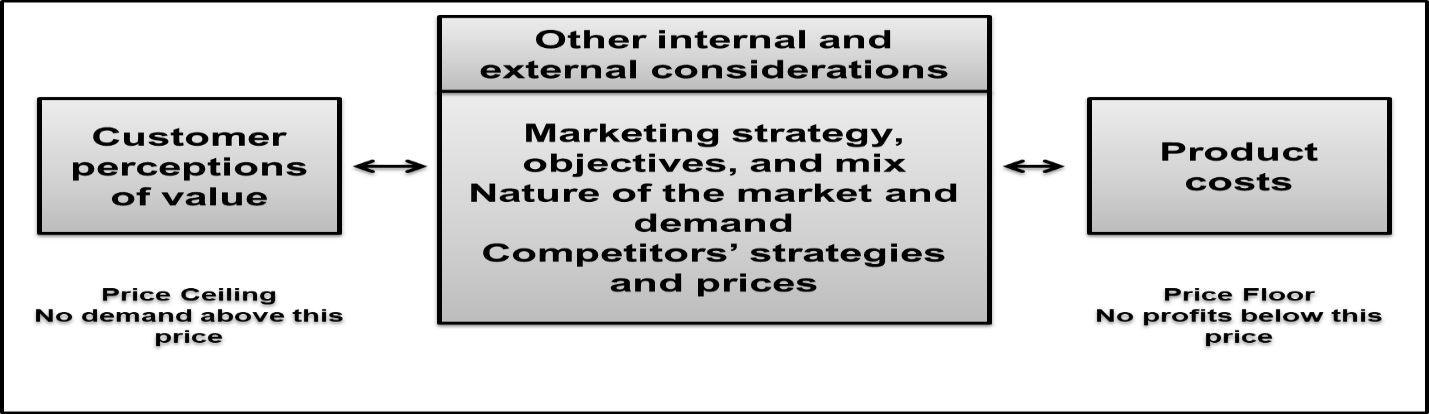 Other internal and
external considerations
Customer
perceptions
of value
Marketing strategy,
objectives, and mix
Nature of the market and
demand
Competitors’ strategies
and prices
Product
costs
Price Ceiling
No demand above this
price
Price Floor
No profits below this
price